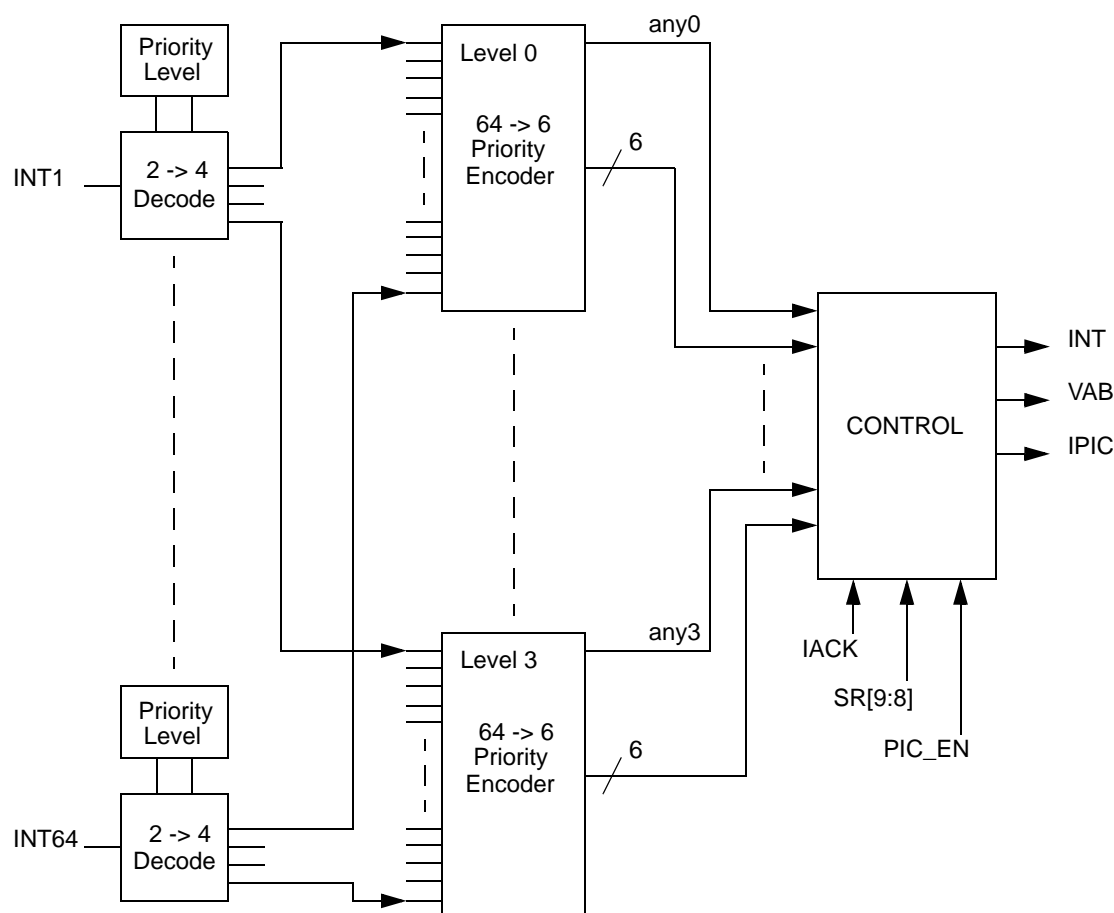 Priority
Level
INT1
2 -> 4
Decode
Level 0
64 -> 6
Priority
Encoder
any0
6
CONTROL
INT
VAB
IPIC
IACK
SR[9:8]
PIC_EN
Priority
Level
INT64
2 -> 4
Decode
Level 3
64 -> 6
Priority
Encoder
any3
6